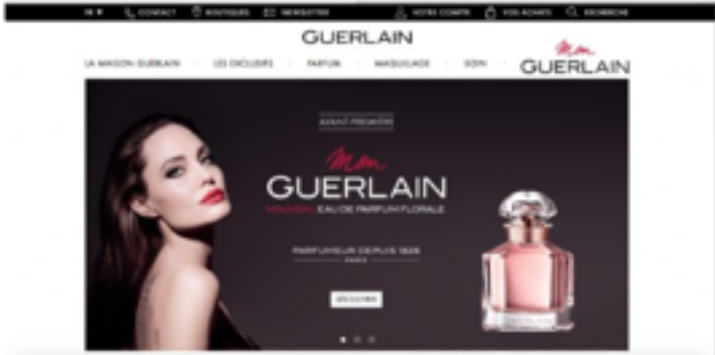 CONTACT BOUTIQUES NEWSLETTER VOTRE COMPTE VOS ACHATS RECHERCHE
GUERLAIN
LA MAISON GUERLAIN LES EXCLUSIFS PARFUM MAQUILLAGE SOIN
Mon
GUERLAIN
AVANT-PREMIÈRE
Mon
GUERLAIN
NOUVEAU EAU DE PARFUM FLORALE
PARFUMEUR DEPUIS 1828
PARIS
DÉCOUVRIR